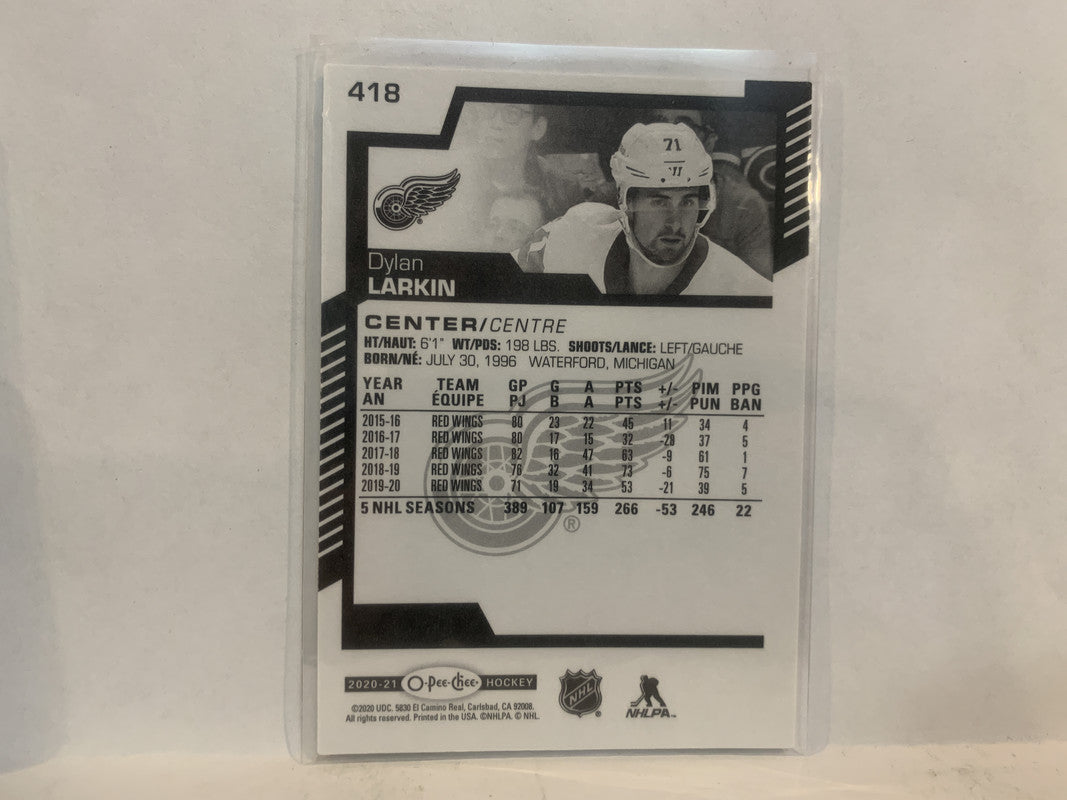 418
71
Dylan
LARKIN
CENTER/CENTRE
HT/HAUT: 6'1" WT/PDS: 198 LBS. SHOOTS/LANCE: LEFT/GAUCHE
BORN/NÉ: JULY 30, 1996 WATERFORD, MICHIGAN
YEAR TEAM GP G A PTS +/- PIM PPG
AN ÉQUIPE PJ B A PTS +/- PUN BAN
2015-16 RED WINGS 80 23 22 45 11 34 4
2016-17 RED WINGS 80 17 15 32 -28 37 5
2017-18 RED WINGS 82 16 47 63 -9 61 1
2018-19 RED WINGS 76 32 41 73 -6 75 7
2019-20 RED WINGS 71 19 34 53 -21 39 5
5 NHL SEASONS 389 107 159 266 -53 246 22
®
2020-21 O-Pee-Chee HOCKEY
NHL
NHLPA
©2020 UDC. 5830 El Camino Real, Carlsbad, CA 92008.
All rights reserved. Printed in the USA. ©NHLPA. © NHL.